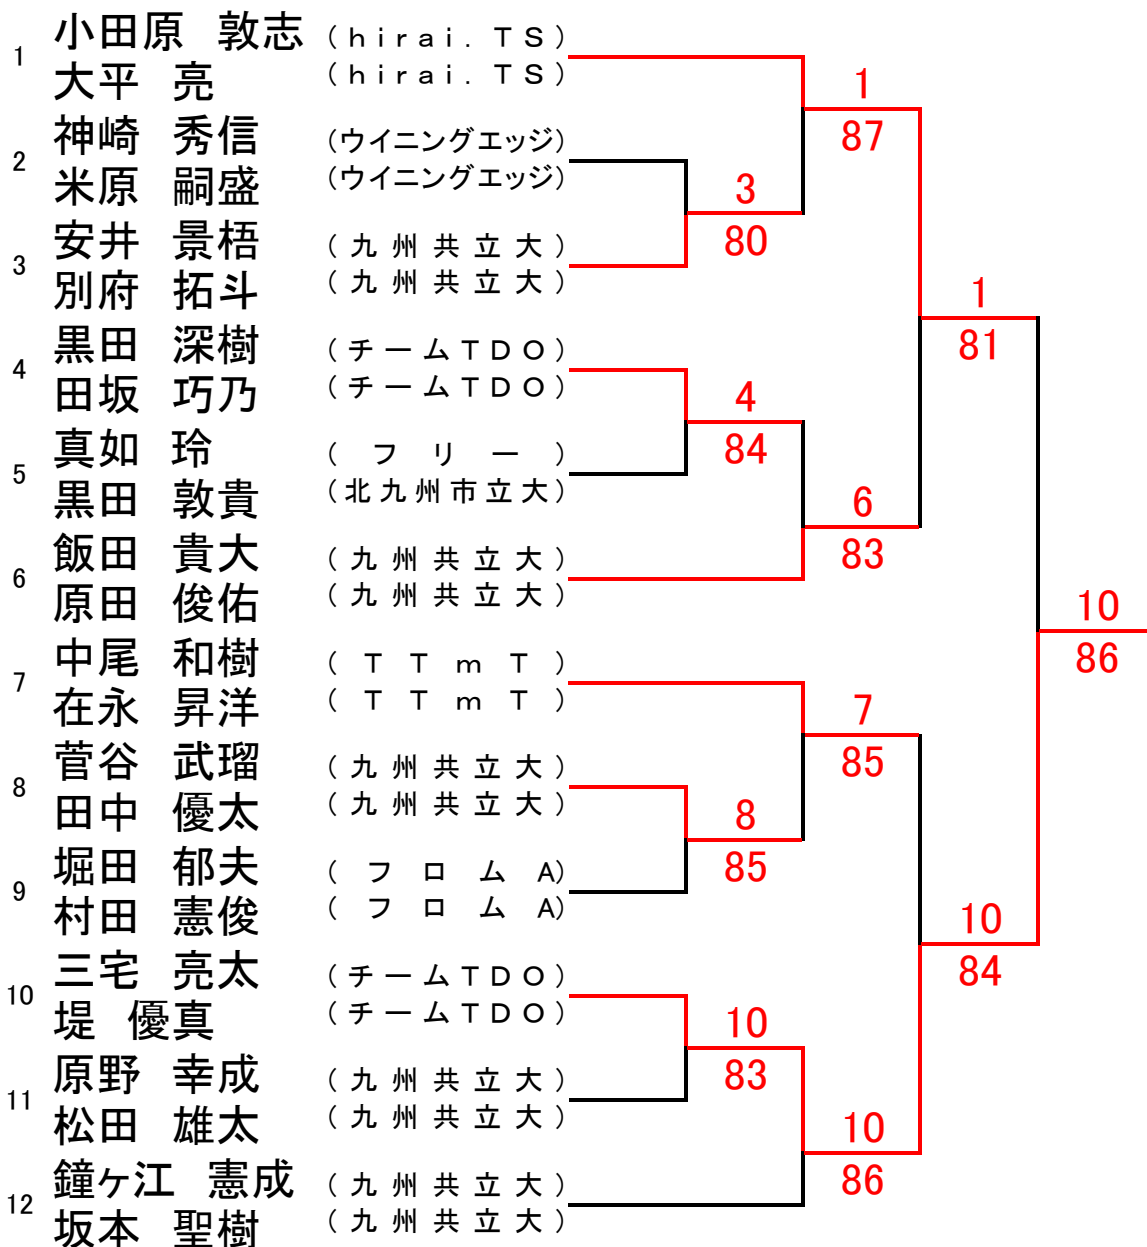 1
小田原 敦志 (hirai. TS)
大平 亮 (hirai. TS)
2
神崎 秀信 (ウイニングエッジ)
米原 嗣盛 (ウイニングエッジ)
3
安井 景梧 (九州共立大)
別府 拓斗 (九州共立大)
4
黒田 深樹 (チームTDO)
田坂 巧乃 (チームTDO)
5
真如 玲 (フリー)
黒田 敦貴 (北九州市立大)
6
飯田 貴大 (九州共立大)
原田 俊佑 (九州共立大)
7
中尾 和樹 (TTmT)
在永 昇洋 (TTmT)
8
菅谷 武瑠 (九州共立大)
田中 優太 (九州共立大)
9
堀田 郁夫 (フロムA)
村田 憲俊 (フロムA)
10
三宅 亮太 (チームTDO)
堤 優真 (チームTDO)
11
原野 幸成 (九州共立大)
松田 雄太 (九州共立大)
12
鐘ヶ江 憲成 (九州共立大)
坂本 聖樹 (九州共立大)
3
80
4
84
8
85
10
83
1
87
6
83
7
85
10
86
1
81
10
84
10
86